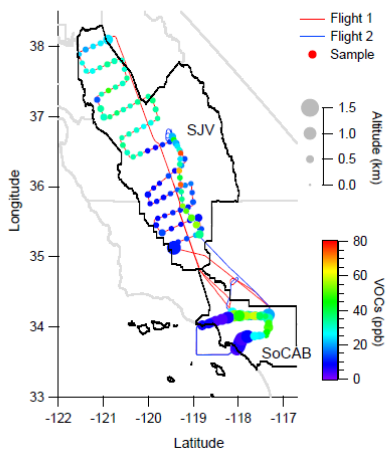 Flight 1
Flight 2
Sample
38
37
36
35
34
33
Longitude
SJV
SoCAB
1.5
1.0
0.5
0.0
Altitude (km)
80
60
40
20
0
VOCs (ppb)
-122
-121
-120
-119
-118
-117
Latitude